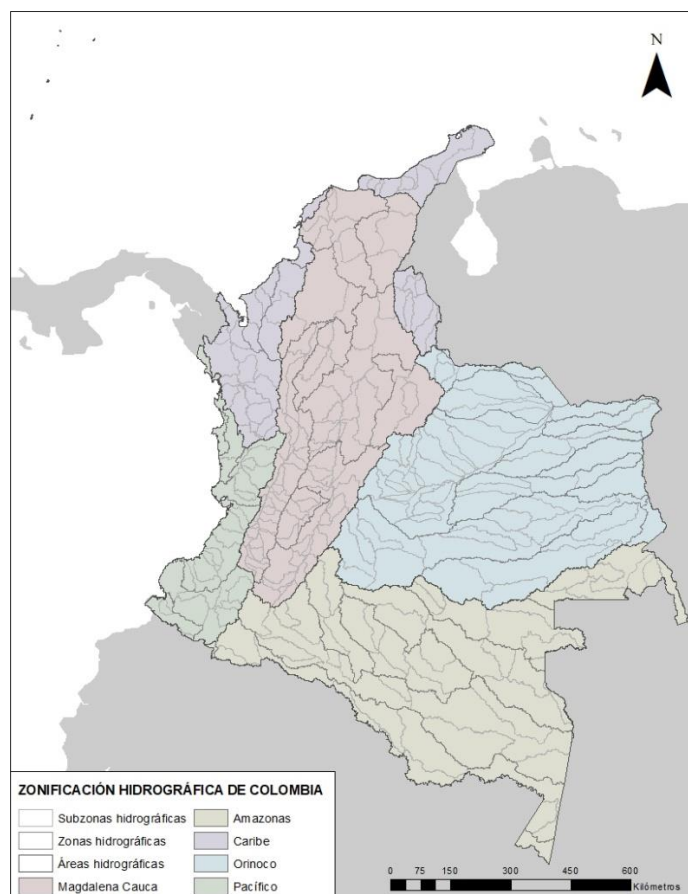 N
ZONIFICACIÓN HIDROGRÁFICA DE COLOMBIA
Subzonas hidrográficas
Zonas hidrográficas
Áreas hidrográficas
Magdalena Cauca
Amazonas
Caribe
Orinoco
Pacífico
0 75 150 300 450 600
Kilómetros